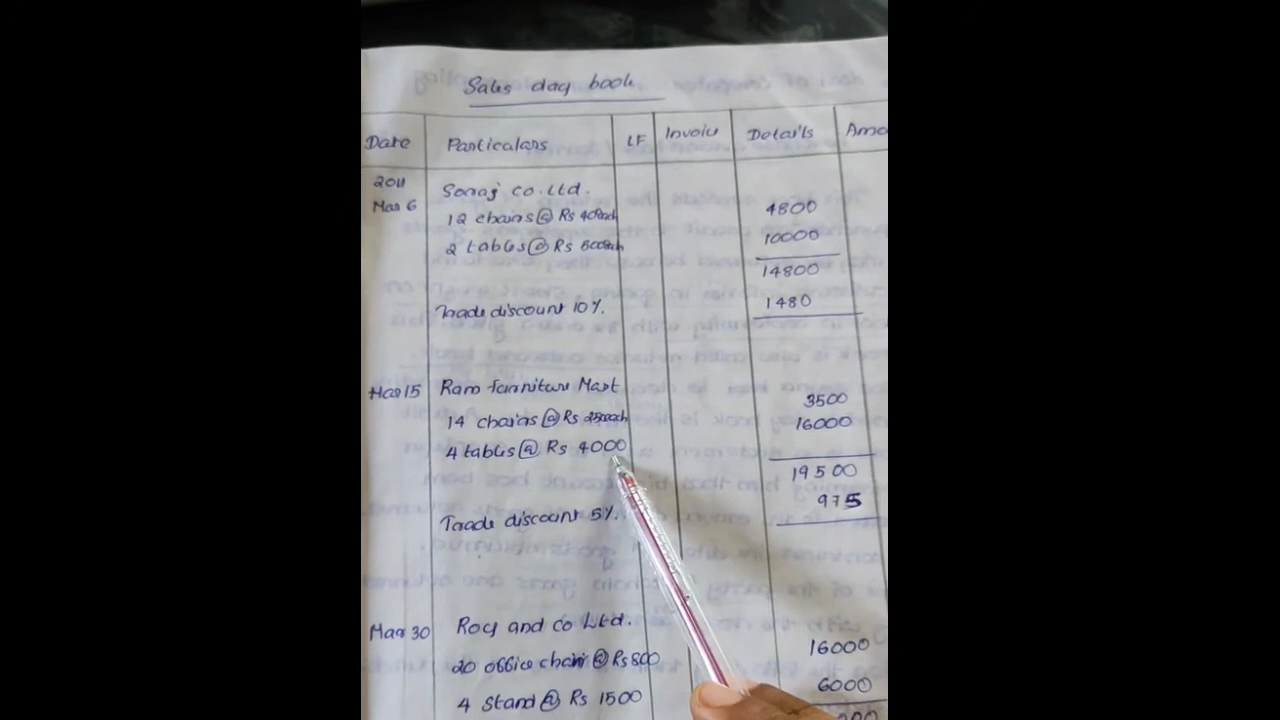 Sales day book
Date Particulars LF Invoic Details Amo
2011
Mar 6 Soraj co. Ltd.
12 chairs @ Rs 400each 4800
2 tables @ Rs 10000
14800
Trade discount 10%. 1480
Mar 15 Ram furniture Mart
14 chairs @ Rs 3500
4 tables @ Rs 4000 16000
19500
Trade discount 5%. 975
Mar 30 Roy and co Ltd.
20 office chair @ Rs 800 16000
4 Stand @ Rs 1500 6000